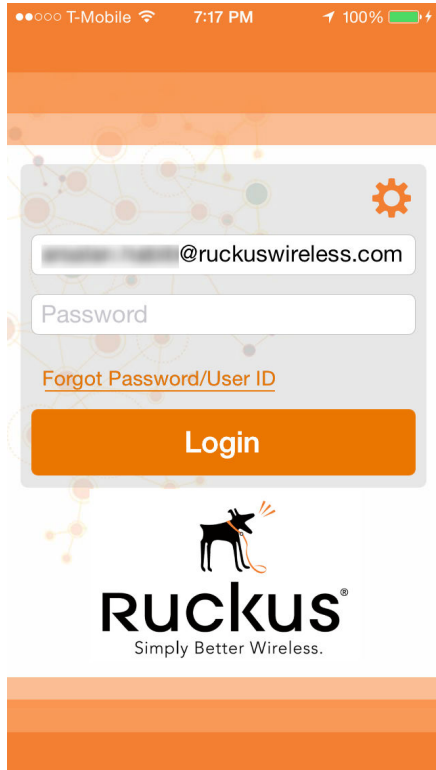 T-Mobile 7:17 PM 100%
@ruckuswireless.com
Password
Forgot Password/User ID
Login
RUCKUS®
Simply Better Wireless.